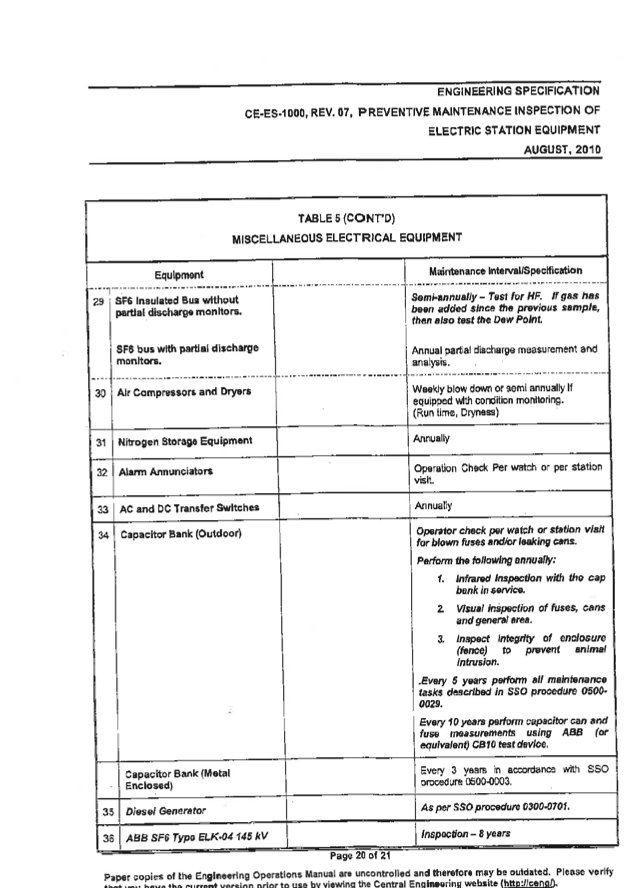 ENGINEERING SPECIFICATION
CE-ES-1000, REV. 07, PREVENTIVE MAINTENANCE INSPECTION OF
ELECTRIC STATION EQUIPMENT
AUGUST, 2010
TABLE 5 (CONT'D)
MISCELLANEOUS ELECTRICAL EQUIPMENT
Equipment
Maintenance Interval/Specification
29 SF6 Insulated Bus without
partial discharge monitors.
Semi-annually – Test for HF. If gas has
been added since the previous sample,
then also test the Dew Point.
SF6 bus with partial discharge
monitors.
Annual partial discharge measurement and
analysis.
30 Air Compressors and Dryers
Weekly blow down or semi annually if
equipped with condition monitoring.
(Run time, Dryness)
31 Nitrogen Storage Equipment
Annually
32 Alarm Annunciators
Operation Check Per watch or per station
visit.
33 AC and DC Transfer Switches
Annually
34 Capacitor Bank (Outdoor)
Operator check per watch or station visit
for blown fuses and/or leaking cans.
Perform the following annually:
1. Infrared Inspection with the cap
bank in service.
2. Visual inspection of fuses, cans
and general area.
3. Inspect integrity of enclosure
(fence) to prevent animal
intrusion.
.Every 5 years perform all maintenance
tasks described in SSO procedure 0500-
0029.
Every 10 years perform capacitor can and
fuse measurements using ABB (or
equivalent) CB10 test device.
Capacitor Bank (Metal
Enclosed)
Every 3 years in accordance with SSO
procedure 0500-0003.
35 Diesel Generator
As per SSO procedure 0300-0701.
36 ABB SF6 Type ELK-04 145 kV
Inspection – 8 years
Page 20 of 21
Paper copies of the Engineering Operations Manual are uncontrolled and therefore may be outdated. Please verify
that you have the current version prior to use by viewing the Central Engineering website (http://ceng/).